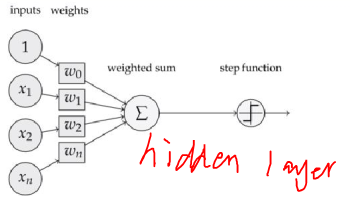 inputs weights
1
w0
weighted sum
step function
x1
w1
Σ
x2
w2
hidden layer
wn
xn